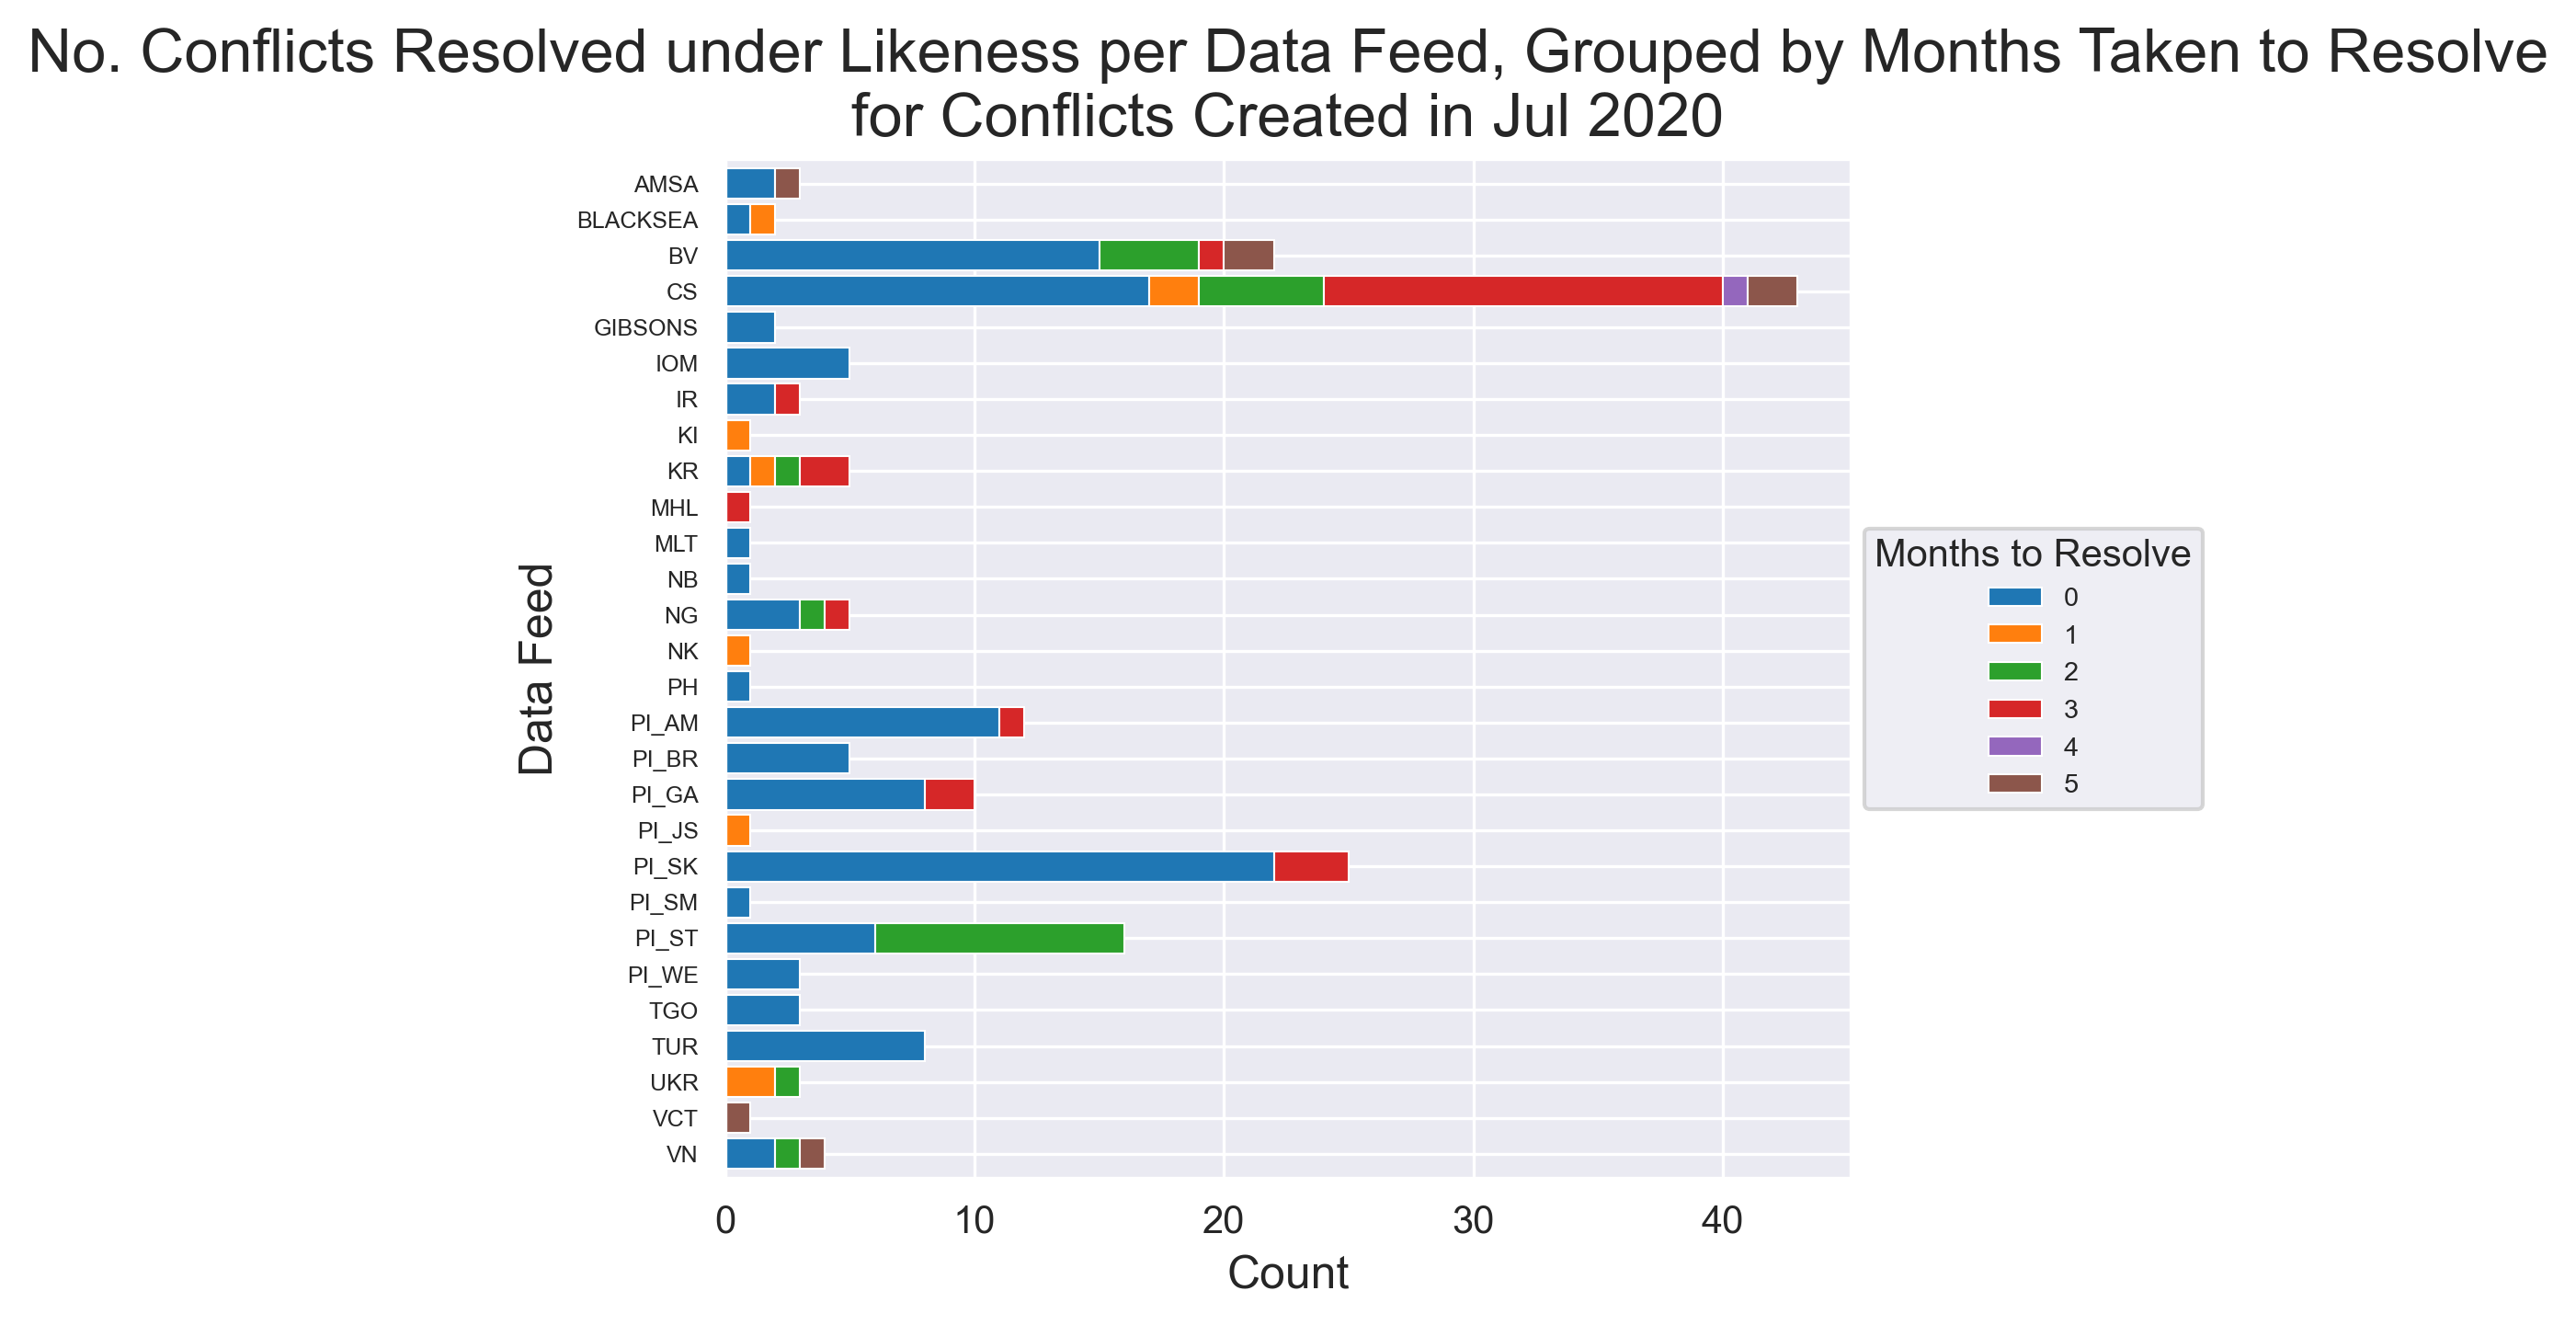 No. Conflicts Resolved under Likeness per Data Feed, Grouped by Months Taken to Resolve
for Conflicts Created in Jul 2020
AMSA
BLACKSEA
BV
CS
GIBSONS
IOM
IR
KI
KR
MHL
MLT
NB
NG
NK
PH
PI_AM
PI_BR
PI_GA
PI_JS
PI_SK
PI_SM
PI_ST
PI_WE
TGO
TUR
UKR
VCT
VN
Data Feed
0 10 20 30 40
Count
Months to Resolve
0
1
2
3
4
5